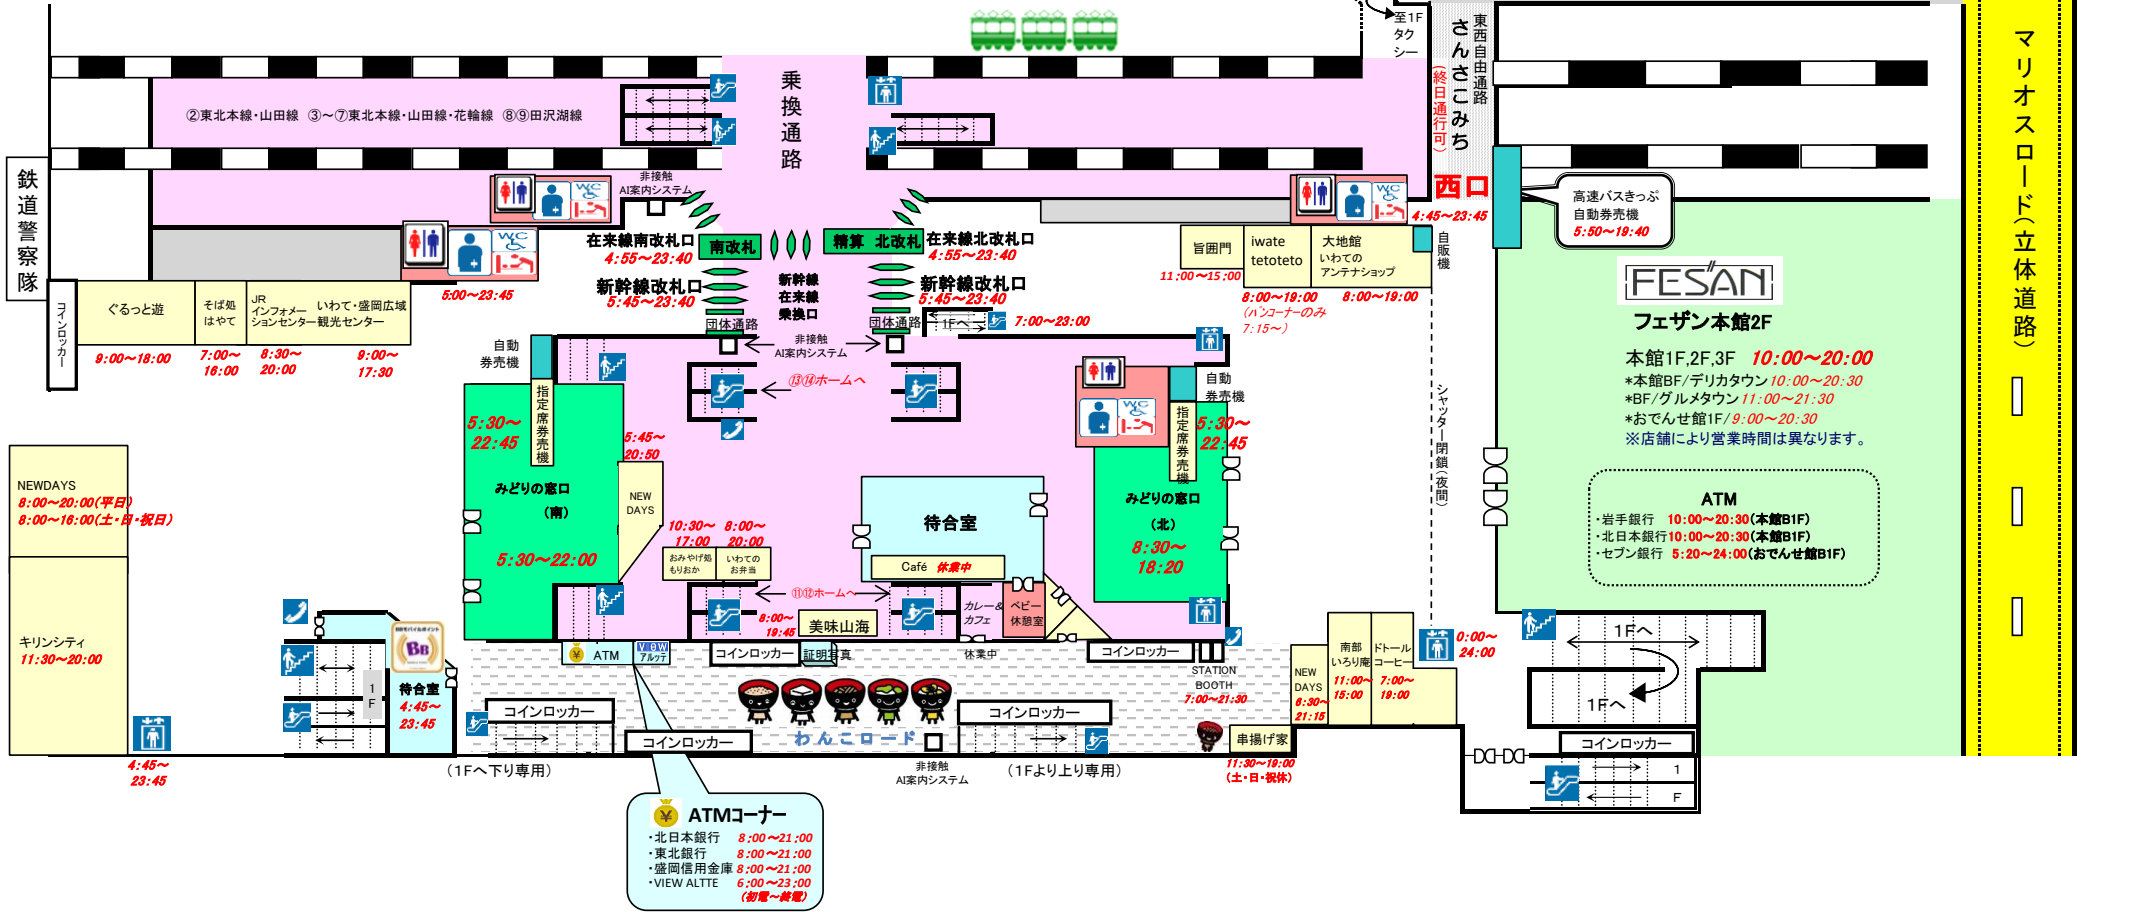 至1F
タク
シー
東西自由通路
さんさこみち
(終日通行可)
西口
マリオスロード(立体道路)
乗換通路
②東北本線・山田線 ③～⑦東北本線・山田線・花輪線 ⑧⑨田沢湖線
鉄道警察隊
非接触
AI案内システム
WC
WC
WC
4:45～23:45
高速バスきっぷ
自動券売機
5:50～19:40
在来線南改札口
4:55～23:40
南改札
精算 北改札
在来線北改札口
4:55～23:40
新幹線改札口
5:45～23:40
新幹線
在来線
乗換口
新幹線改札口
5:45～23:40
団体通路
団体通路
1Fへ
7:00～23:00
5:00～23:45
旨囲門
11:00～15:00
iwate
tetoteto
8:00～19:00
(パンコーナーのみ
7:15～)
大地館
いわての
アンテナショップ
8:00～19:00
自販機
コインロッカー
ぐるっと遊
9:00～18:00
そば処
はやて
7:00～
16:00
JR
インフォメー
ションセンター
8:30～
20:00
いわて・盛岡広域
観光センター
9:00～
17:30
FESAN
フェザン本館2F
本館1F,2F,3F 10:00～20:00
*本館BF/デリカタウン10:00～20:30
*BF/グルメタウン11:00～21:30
*おでんせ館1F/9:00～20:30
※店舗により営業時間は異なります。
ATM
・岩手銀行 10:00～20:30(本館B1F)
・北日本銀行10:00～20:30(本館B1F)
・セブン銀行 5:20～24:00(おでんせ館B1F)
自動
券売機
指定席券売機
5:30～
22:45
非接触
AI案内システム
⑬⑭ホームへ
WC
自動
券売機
指定席券売機
5:30～
22:45
シャッター閉鎖(夜間)
みどりの窓口
(南)
5:30～22:00
5:45～
20:50
NEW
DAYS
10:30～
17:00
おみやげ処
もりおか
8:00～
20:00
いわての
お弁当
待合室
Café 休業中
みどりの窓口
(北)
8:30～
18:20
NEWDAYS
8:00～20:00(平日)
8:00～16:00(土・日・祝日)
キリンシティ
11:30～20:00
4:45～
23:45
1
F
BB
待合室
4:45～
23:45
⑪⑫ホームへ
8:00～
19:45
美味山海
カレー&
カフェ
休業中
ベビー
休憩室
ATM
VIEW
アルッテ
コインロッカー
証明写真
コインロッカー
STATION
BOOTH
7:00～21:30
コインロッカー
コインロッカー
コインロッカー
わんこロード
(1Fへ下り専用)
非接触
AI案内システム
(1Fより上り専用)
串揚げ家
11:30～19:00
(土・日・祝休)
NEW
DAYS
6:30～
21:15
南部
いろり庵
11:00～
15:00
ドトール
コーヒー
7:00～
19:00
0:00～
24:00
1Fへ
1Fへ
コインロッカー
1
F
ATMコーナー
・北日本銀行 8:00～21:00
・東北銀行 8:00～21:00
・盛岡信用金庫 8:00～21:00
・VIEW ALTTE 6:00～23:00
(初電～終電)